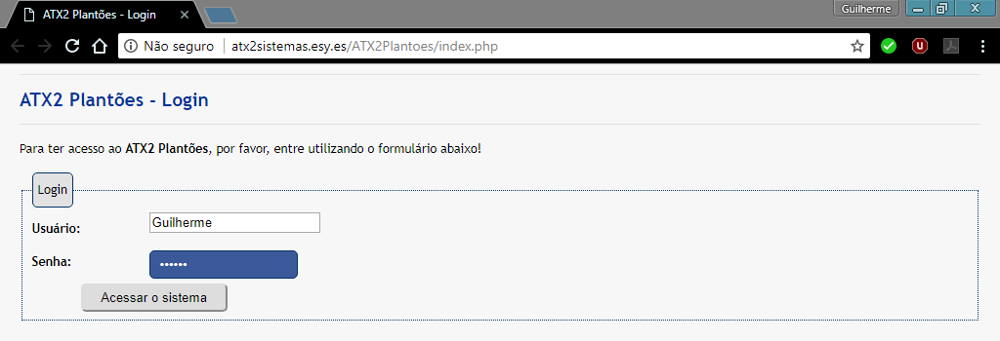 ATX2 Plantões - Login
Guilherme
Não seguro atx2sistemas.esy.es/ATX2Plantoes/index.php
ATX2 Plantões - Login
Para ter acesso ao ATX2 Plantões, por favor, entre utilizando o formulário abaixo!
Login
Usuário: Guilherme
Senha: ••••••
Acessar o sistema